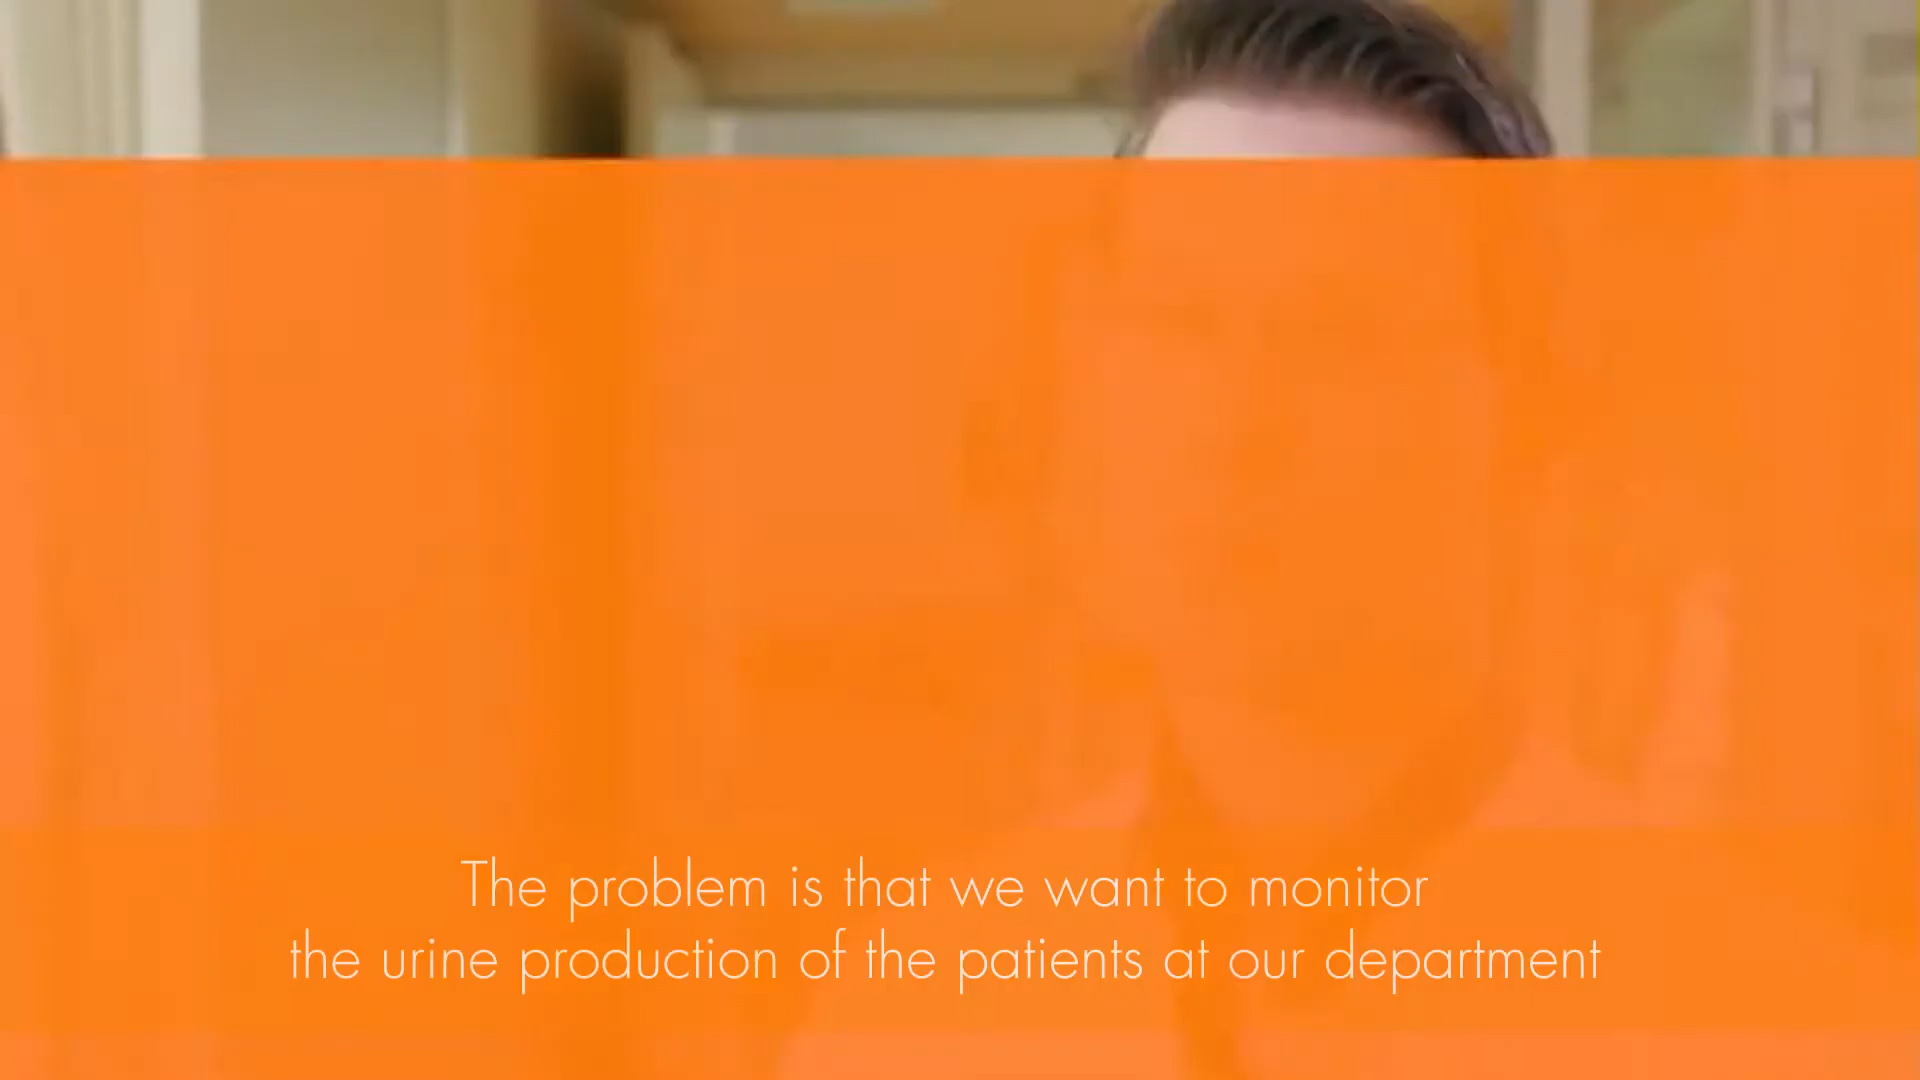 The problem is that we want to monitor
the urine production of the patients at our department